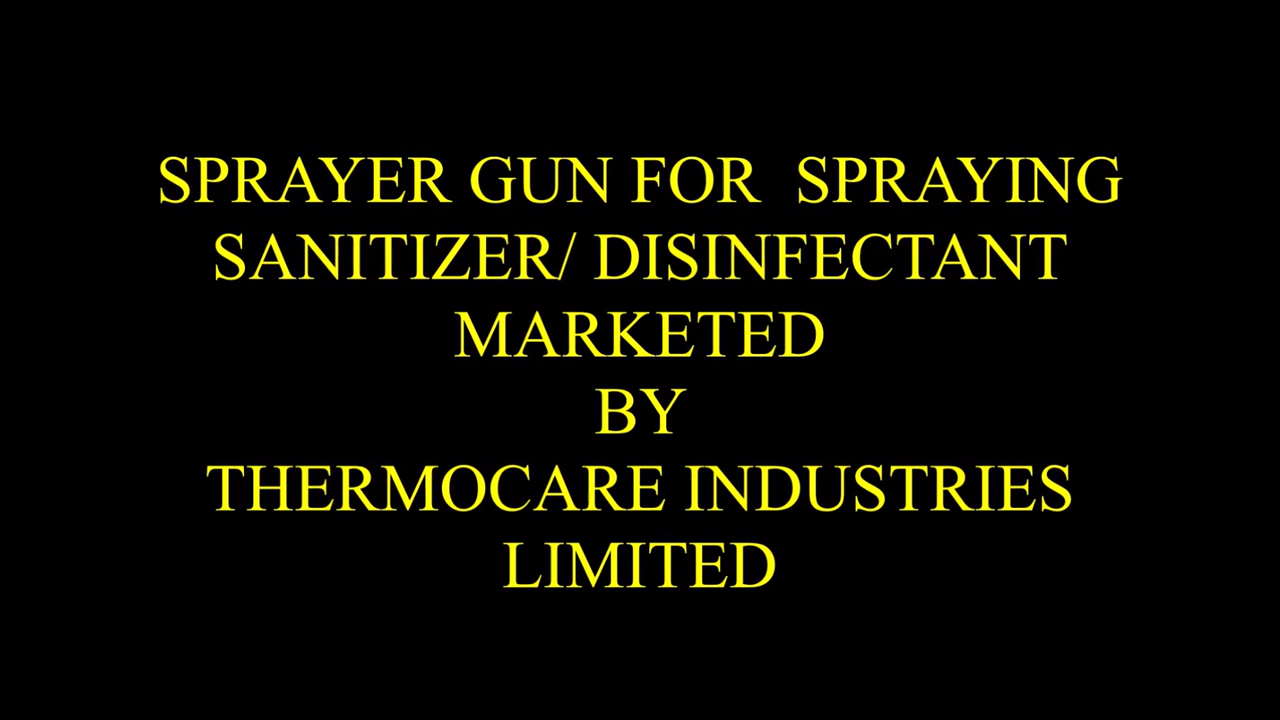 SPRAYER GUN FOR  SPRAYING
SANITIZER/ DISINFECTANT
MARKETED
BY
THERMOCARE INDUSTRIES
LIMITED